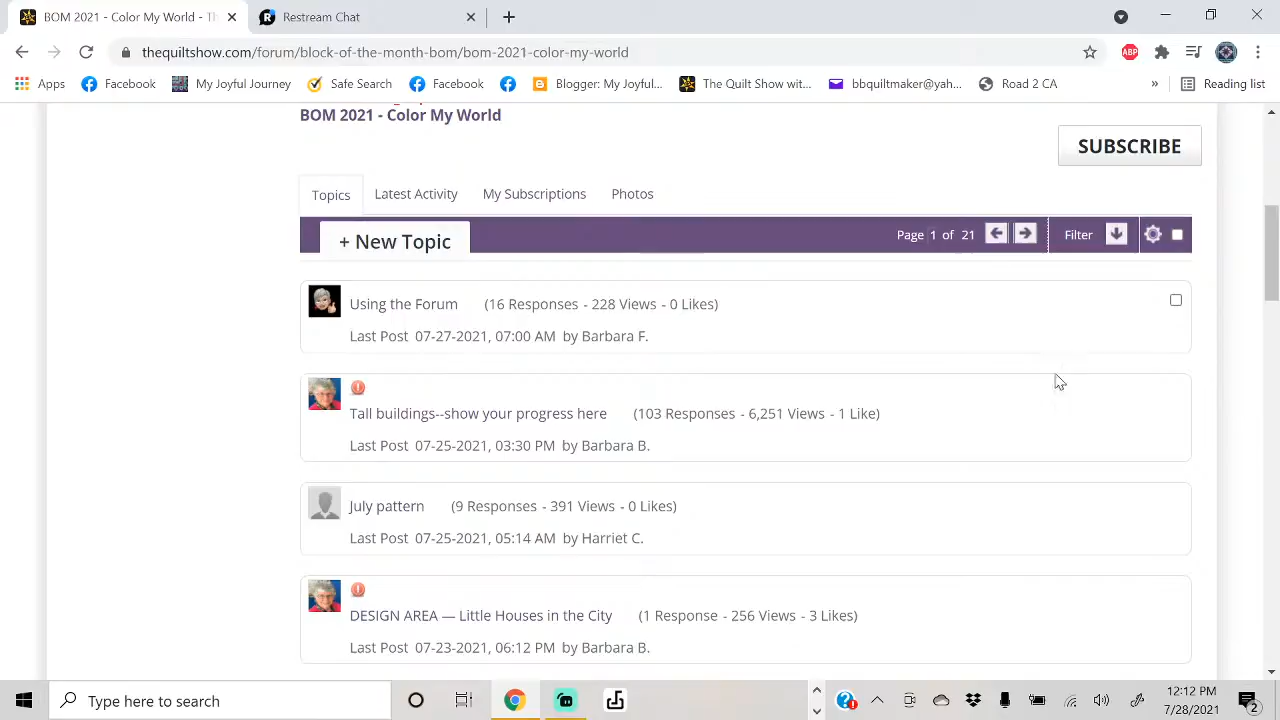 BOM 2021 - Color My World - Th
Restream Chat
thequiltshow.com/forum/block-of-the-month-bom/bom-2021-color-my-world
ABP
Apps
Facebook
My Joyful Journey
Safe Search
Facebook
Blogger: My Joyful...
The Quilt Show wit...
bbquiltmaker@yah...
Road 2 CA
»
Reading list
BOM 2021 - Color My World
SUBSCRIBE
Topics
Latest Activity
My Subscriptions
Photos
+ New Topic
Page 1 of 21
Filter
Using the Forum (16 Responses - 228 Views - 0 Likes)
Last Post 07-27-2021, 07:00 AM by Barbara F.
Tall buildings--show your progress here (103 Responses - 6,251 Views - 1 Like)
Last Post 07-25-2021, 03:30 PM by Barbara B.
July pattern (9 Responses - 391 Views - 0 Likes)
Last Post 07-25-2021, 05:14 AM by Harriet C.
DESIGN AREA — Little Houses in the City (1 Response - 256 Views - 3 Likes)
Last Post 07-23-2021, 06:12 PM by Barbara B.
Type here to search
12:12 PM
7/28/2021
2